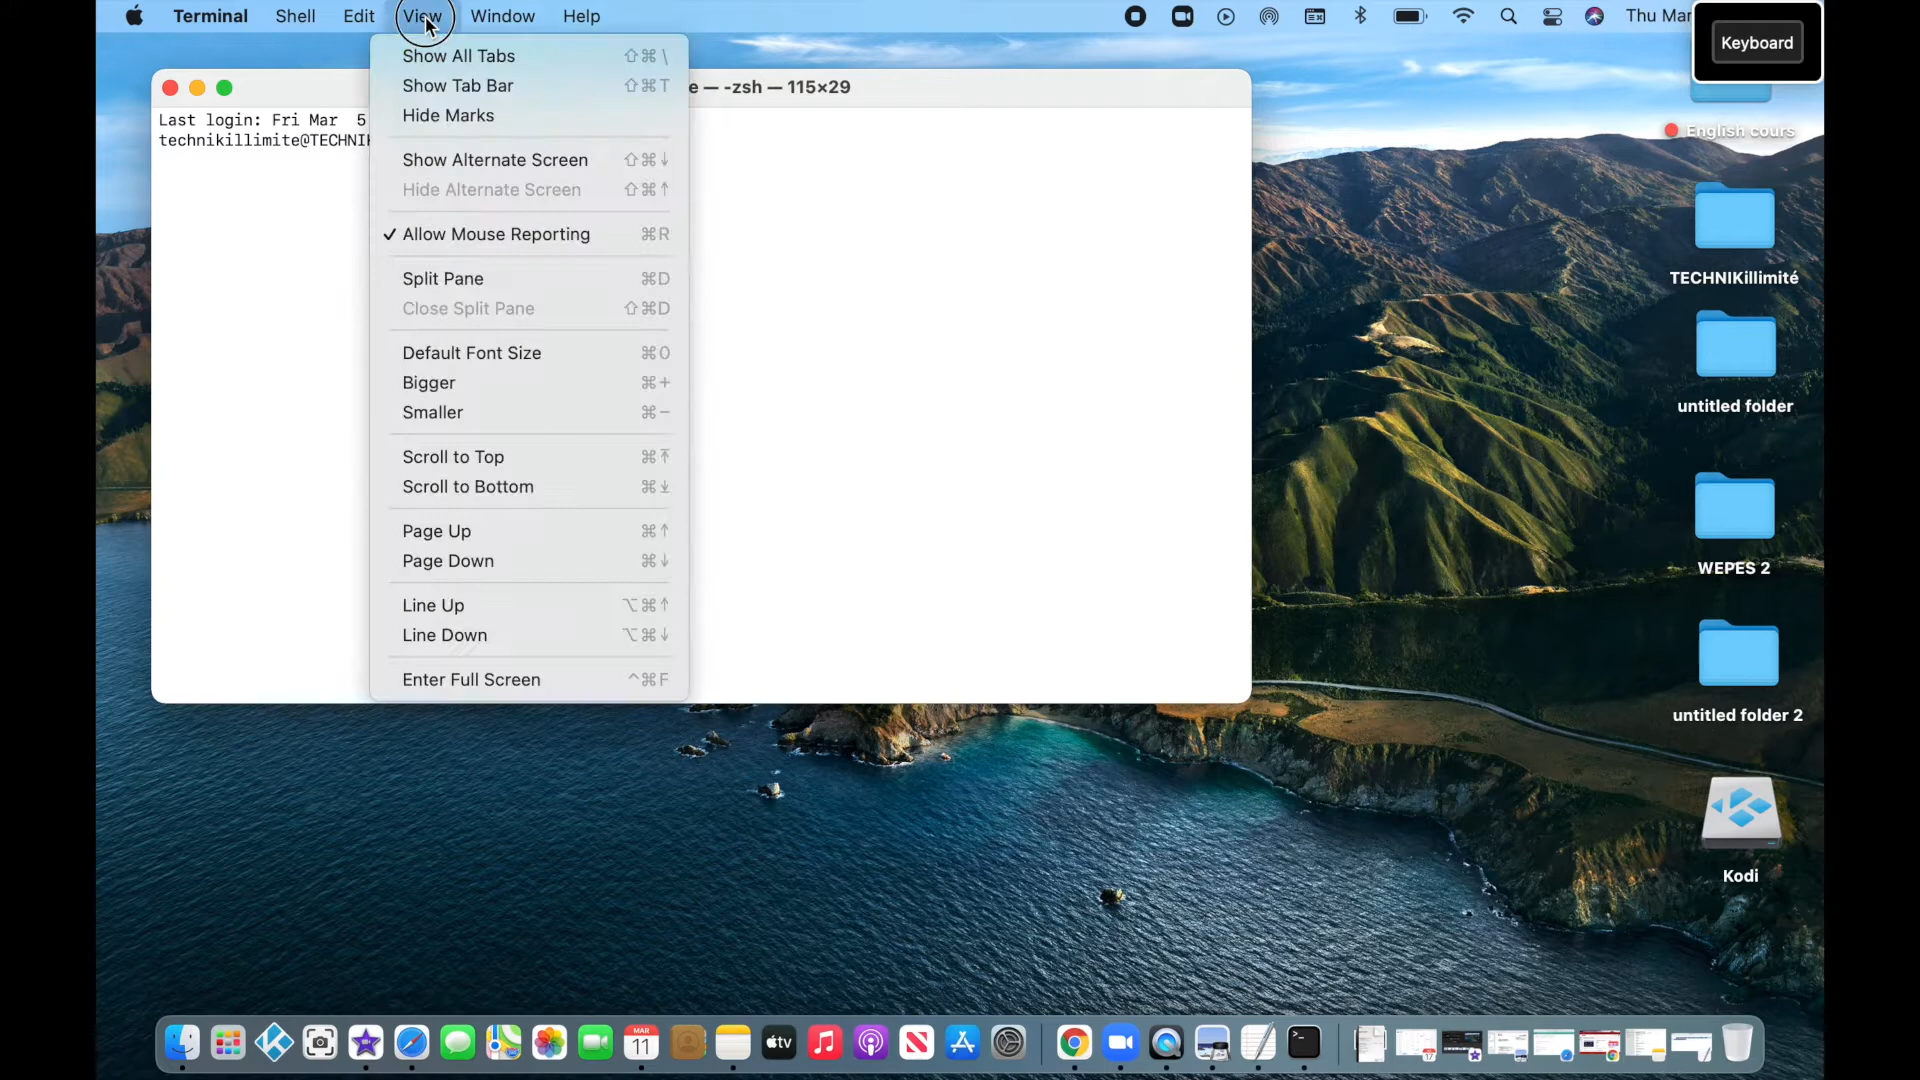 Terminal Shell Edit View Window Help
Thu Mar
Keyboard
Show All Tabs ⇧⌘\
Show Tab Bar ⇧⌘T
Hide Marks
Show Alternate Screen ⇧⌘↓
Hide Alternate Screen ⇧⌘↑
✓ Allow Mouse Reporting ⌘R
Split Pane ⌘D
Close Split Pane ⇧⌘D
Default Font Size ⌘0
Bigger ⌘+
Smaller ⌘−
Scroll to Top ⌘⤒
Scroll to Bottom ⌘⤓
Page Up ⌘↑
Page Down ⌘↓
Line Up ⌥⌘↑
Line Down ⌥⌘↓
Enter Full Screen ^⌘F
e — -zsh — 115×29
Last login: Fri Mar 5
technikillimite@TECHNIK
English cours
TECHNIKillimité
untitled folder
WEPES 2
untitled folder 2
Kodi
MAR
11
tv
17